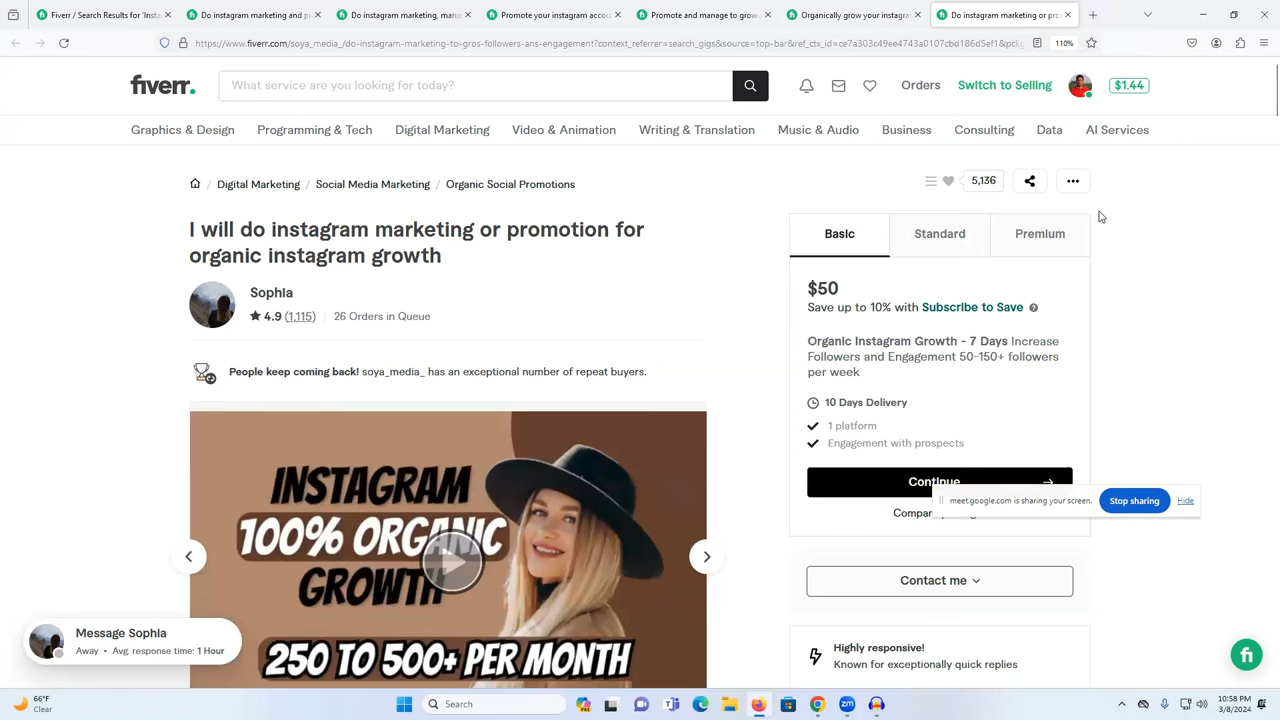 Fiverr / Search Results for 'Insta
Do instagram marketing and p
Do instagram marketing, mana
Promote your instagram acco
Promote and manage to grow
Organically grow your instagra
Do instagram marketing or pro
https://www.fiverr.com/soya_media_/do-instagram-marketing-to-gros-followers-ans-engagement?context_referrer=search_gigs&source=top-bar&ref_ctx_id=ce7a303c49ee4743a0107cbd186d5ef1&pckg
110%
fiverr.
What service are you looking for today?
Orders
Switch to Selling
$1.44
Graphics & Design
Programming & Tech
Digital Marketing
Video & Animation
Writing & Translation
Music & Audio
Business
Consulting
Data
AI Services
/ Digital Marketing / Social Media Marketing / Organic Social Promotions
5,136
I will do instagram marketing or promotion for
organic instagram growth
Sophia
4.9 (1,115) | 26 Orders in Queue
People keep coming back! soya_media_ has an exceptional number of repeat buyers.
INSTAGRAM
100% ORGANIC
GROWTH
250 TO 500+ PER MONTH
Message Sophia
Away • Avg. response time: 1 Hour
Basic
Standard
Premium
$50
Save up to 10% with Subscribe to Save
Organic Instagram Growth - 7 Days Increase
Followers and Engagement 50-150+ followers
per week
10 Days Delivery
1 platform
Engagement with prospects
Continue
meet.google.com is sharing your screen.
Stop sharing
Hide
Contact me
Highly responsive!
Known for exceptionally quick replies
fi
66°F
Clear
Search
10:58 PM
3/8/2024